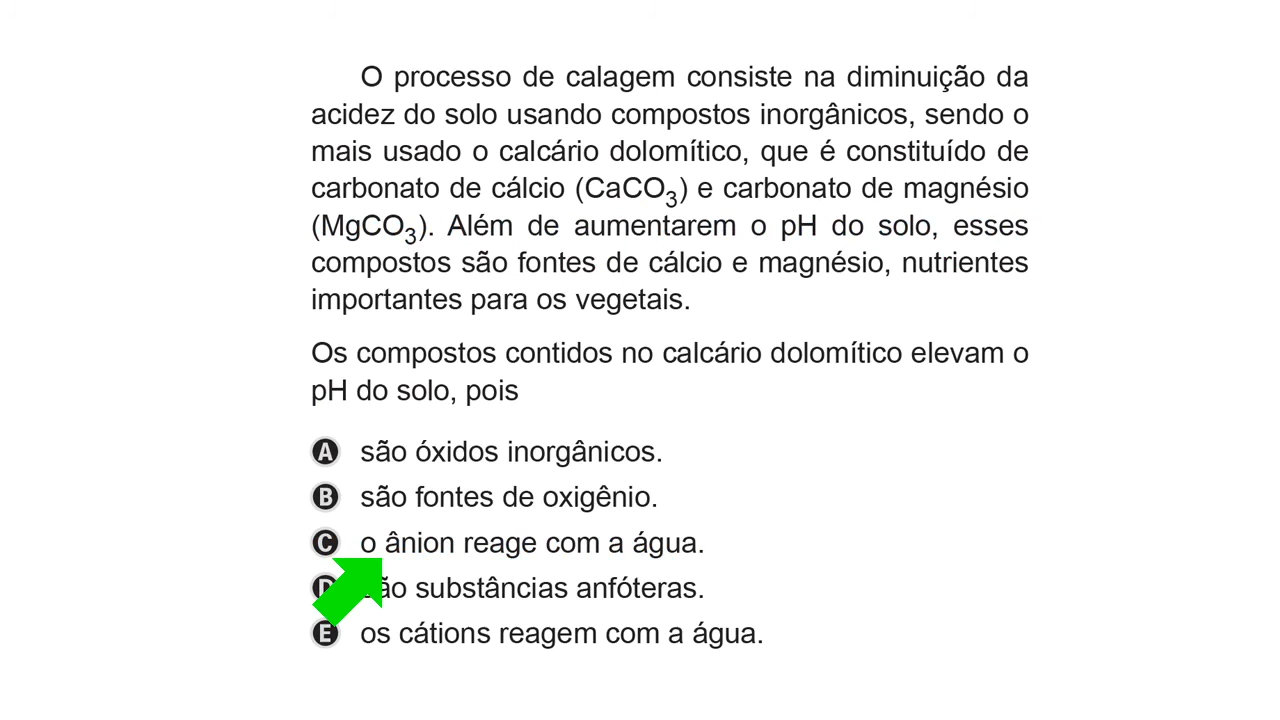 O processo de calagem consiste na diminuição da
acidez do solo usando compostos inorgânicos, sendo o
mais usado o calcário dolomítico, que é constituído de
carbonato de cálcio (CaCO₃) e carbonato de magnésio
(MgCO₃). Além de aumentarem o pH do solo, esses
compostos são fontes de cálcio e magnésio, nutrientes
importantes para os vegetais.
Os compostos contidos no calcário dolomítico elevam o
pH do solo, pois
A são óxidos inorgânicos.
B são fontes de oxigênio.
C o ânion reage com a água.
D são substâncias anfóteras.
E os cátions reagem com a água.